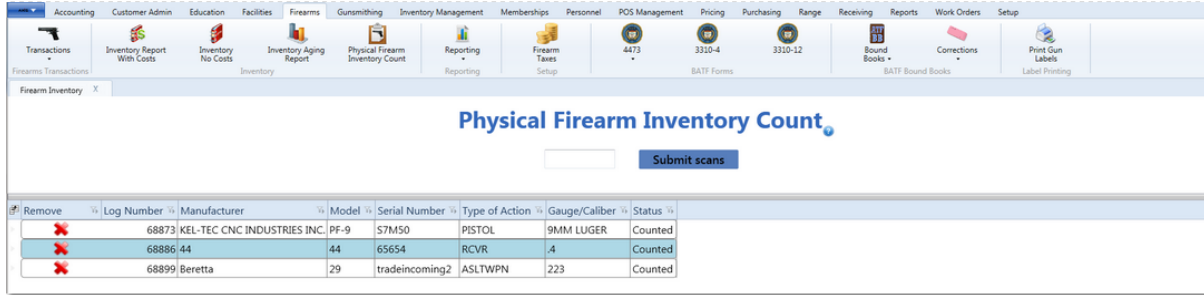 Accounting Customer Admin Education Facilities Firearms Gunsmithing Inventory Management Memberships Personnel POS Management Pricing Purchasing Range Receiving Reports Work Orders Setup
Transactions Inventory Report Inventory Inventory Aging Physical Firearm Reporting Firearm 4473 3310-4 3310-12 Bound Corrections Print Gun
With Costs No Costs Report Inventory Count Taxes Books Labels
Firearms Transactions Inventory Reporting Setup BATF Forms BATF Bound Books Label Printing
Firearm Inventory X
Physical Firearm Inventory Count
Submit scans
Remove Log Number Manufacturer Model Serial Number Type of Action Gauge/Caliber Status
68873 KEL-TEC CNC INDUSTRIES INC. PF-9 S7M50 PISTOL 9MM LUGER Counted
68886 44 44 65654 RCVR .4 Counted
68899 Beretta 29 tradeincoming2 ASLTWPN 223 Counted